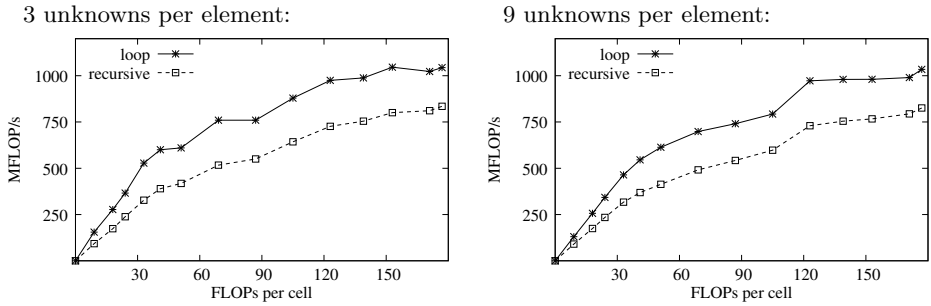 3 unknowns per element:
loop
recursive
1000
750
500
250
MFLOP/s
30 60 90 120 150
FLOPs per cell
9 unknowns per element:
loop
recursive
1000
750
500
250
MFLOP/s
30 60 90 120 150
FLOPs per cell